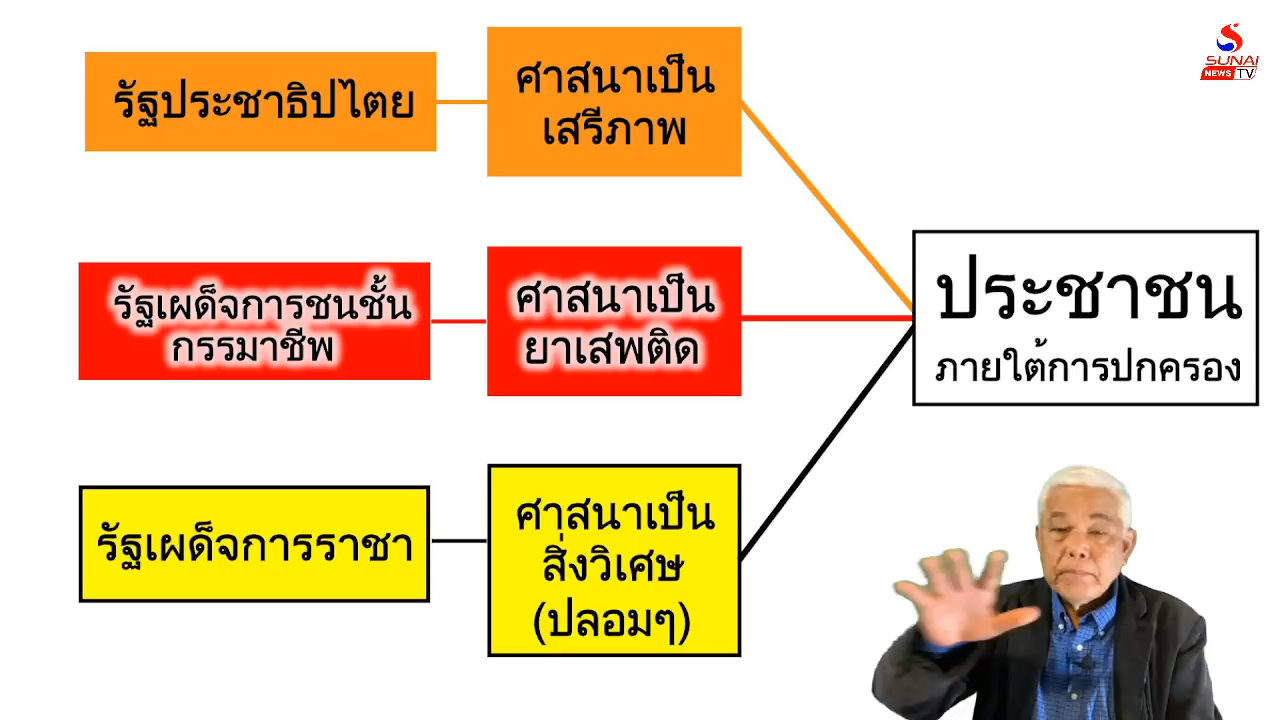 รัฐประชาธิปไตย
ศาสนาเป็น
เสรีภาพ
รัฐเผด็จการชนชั้น
กรรมาชีพ
ศาสนาเป็น
ยาเสพติด
รัฐเผด็จการราชา
ศาสนาเป็น
สิ่งวิเศษ
(ปลอมๆ)
ประชาชน
ภายใต้การปกครอง
SUNAI
NEWS TV